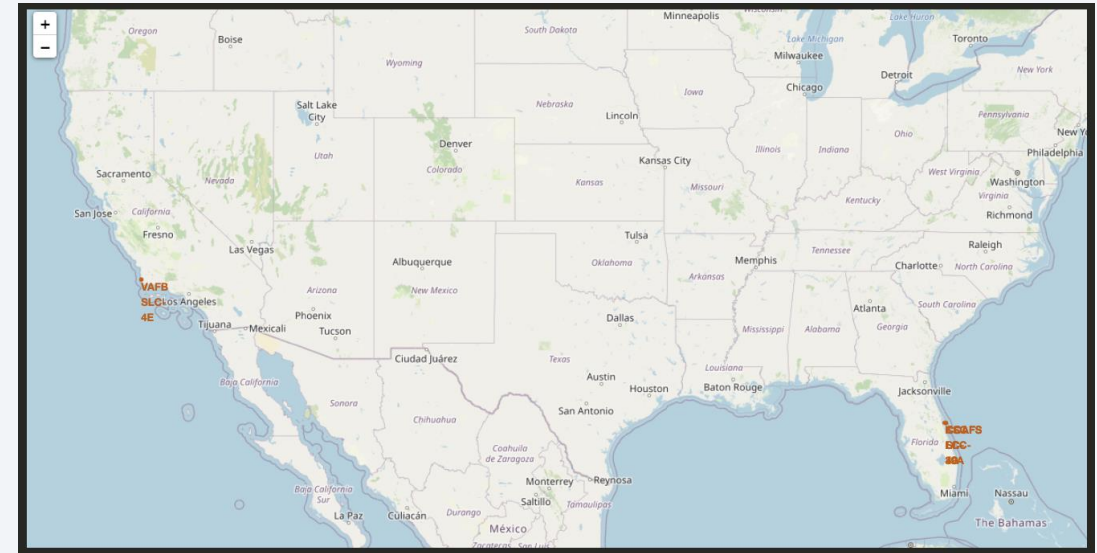 +
−
Minneapolis
Lake Huron
Oregon
Boise
South Dakota
Toronto
Lake Michigan
Milwaukee
Wyoming
Detroit
New York
Chicago
Iowa
Salt Lake
City
Nebraska
Lincoln
Pennsylvania
Ohio
New Y
Denver
Illinois
Indiana
Philadelphia
Utah
Kansas City
Colorado
Sacramento
Nevada
Kansas
Missouri
West Virginia
Washington
Virginia
Kentucky
San Jose
California
Richmond
Fresno
Tulsa
Raleigh
Las Vegas
Tennessee
Albuquerque
Oklahoma
Memphis
Charlotte
North Carolina
Arkansas
VAFB
SLC-
4E
os Angeles
Arizona
New Mexico
South Carolina
Atlanta
Phoenix
Dallas
Tijuana
Mexicali
Tucson
Mississippi
Alabama
Georgia
Ciudad Juárez
Texas
Louisiana
Austin
Baja California
Houston
Baton Rouge
Jacksonville
Sonora
San Antonio
Chihuahua
Florida
Coahuila
de Zaragoza
Monterrey
Reynosa
Baja California
Sur
Saltillo
Tamaulipas
Miami
Nassau
La Paz
Culiacán
Durango
México
The Bahamas
Zacatecas
San Luis